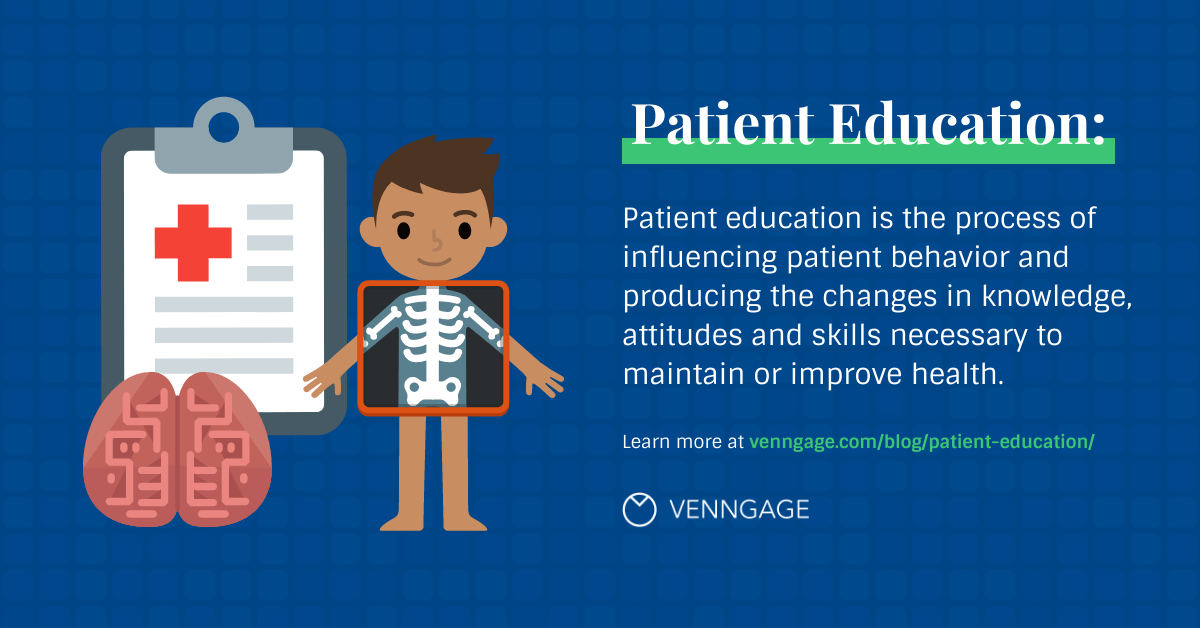 Patient Education:
Patient education is the process of
influencing patient behavior and
producing the changes in knowledge,
attitudes and skills necessary to
maintain or improve health.
Learn more at venngage.com/blog/patient-education/
VENNGAGE